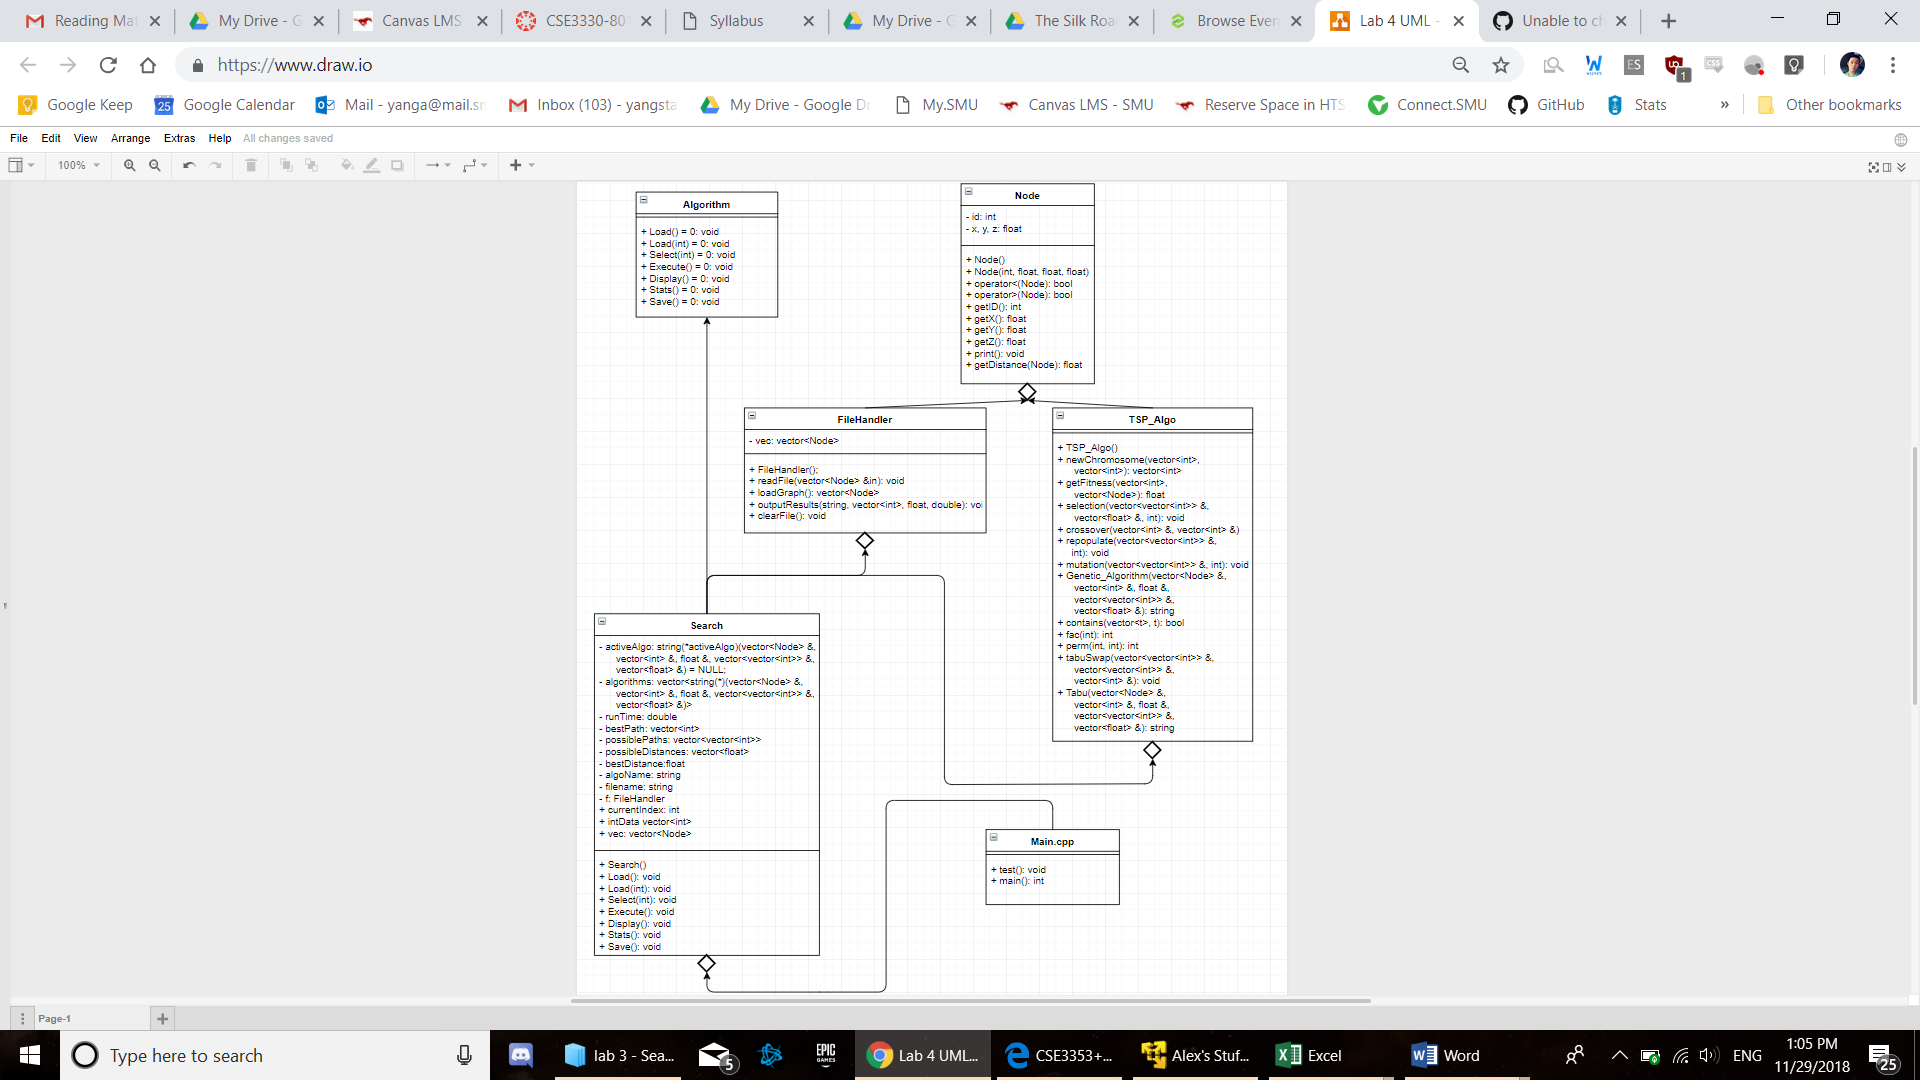 Reading Mat
My Drive - G
Canvas LMS
CSE3330-80
Syllabus
My Drive - G
The Silk Roa
Browse Even
Lab 4 UML -
Unable to ch
https://www.draw.io
Google Keep
25
Google Calendar
Mail - yanga@mail.sm
Inbox (103) - yangsta
My Drive - Google Dr
My.SMU
Canvas LMS - SMU
Reserve Space in HTS
Connect.SMU
GitHub
Stats
»
Other bookmarks
ES
CSS
1
File Edit View Arrange Extras Help All changes saved
100%
Algorithm
+ Load() = 0: void
+ Load(int) = 0: void
+ Select(int) = 0: void
+ Execute() = 0: void
+ Display() = 0: void
+ Stats() = 0: void
+ Save() = 0: void
Node
- id: int
- x, y, z: float
+ Node()
+ Node(int, float, float, float)
+ operator<(Node): bool
+ operator>(Node): bool
+ getID(): int
+ getX(): float
+ getY(): float
+ getZ(): float
+ print(): void
+ getDistance(Node): float
FileHandler
- vec: vector<Node>
+ FileHandler();
+ readFile(vector<Node> &in): void
+ loadGraph(): vector<Node>
+ outputResults(string, vector<int>, float, double): voi
+ clearFile(): void
TSP_Algo
+ TSP_Algo()
+ newChromosome(vector<int>,
vector<int>): vector<int>
+ getFitness(vector<int>,
vector<Node>): float
+ selection(vector<vector<int>> &,
vector<float> &, int): void
+ crossover(vector<int> &, vector<int> &)
+ repopulate(vector<vector<int>> &,
int): void
+ mutation(vector<vector<int>> &, int): void
+ Genetic_Algorithm(vector<Node> &,
vector<int> &, float &,
vector<vector<int>> &,
vector<float> &): string
+ contains(vector<t>, t): bool
+ fac(int): int
+ perm(int, int): int
+ tabuSwap(vector<vector<int>> &,
vector<vector<int>> &,
vector<int> &): void
+ Tabu(vector<Node> &,
vector<int> &, float &,
vector<vector<int>> &,
vector<float> &): string
Search
- activeAlgo: string(*activeAlgo)(vector<Node> &,
vector<int> &, float &, vector<vector<int>> &,
vector<float> &) = NULL;
- algorithms: vector<string(*)(vector<Node> &,
vector<int> &, float &, vector<vector<int>> &,
vector<float> &)>
- runTime: double
- bestPath: vector<int>
- possiblePaths: vector<vector<int>>
- possibleDistances: vector<float>
- bestDistance:float
- algoName: string
- filename: string
- f: FileHandler
+ currentIndex: int
+ intData vector<int>
+ vec: vector<Node>
+ Search()
+ Load(): void
+ Load(int): void
+ Select(int): void
+ Execute(): void
+ Display(): void
+ Stats(): void
+ Save(): void
Main.cpp
+ test(): void
+ main(): int
Page-1
Type here to search
lab 3 - Sea...
5
EPIC
GAMES
Lab 4 UML...
CSE3353+...
Alex's Stuf...
Excel
Word
ENG
1:05 PM
11/29/2018
25